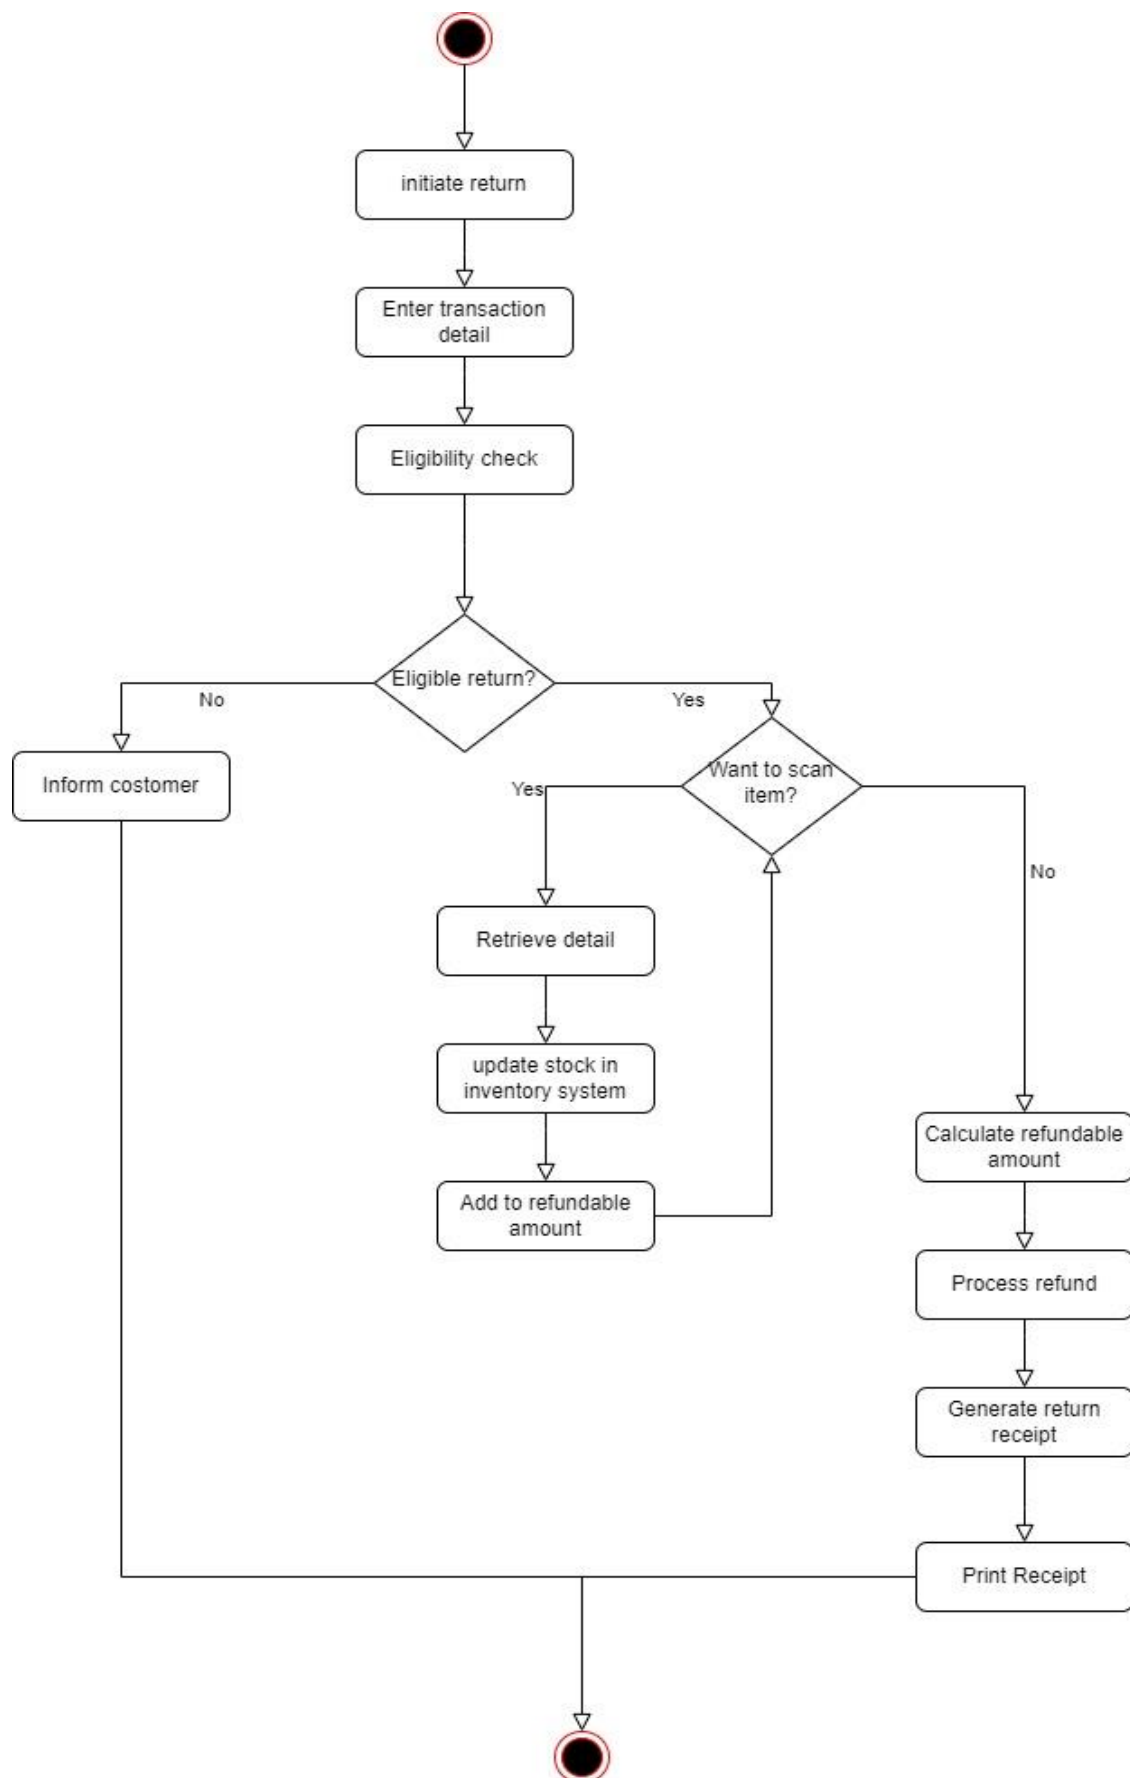 initiate return
Enter transaction
detail
Eligibility check
Eligible return?
No
Yes
Inform costomer
Want to scan
item?
Yes
No
Retrieve detail
update stock in
inventory system
Add to refundable
amount
Calculate refundable
amount
Process refund
Generate return
receipt
Print Receipt